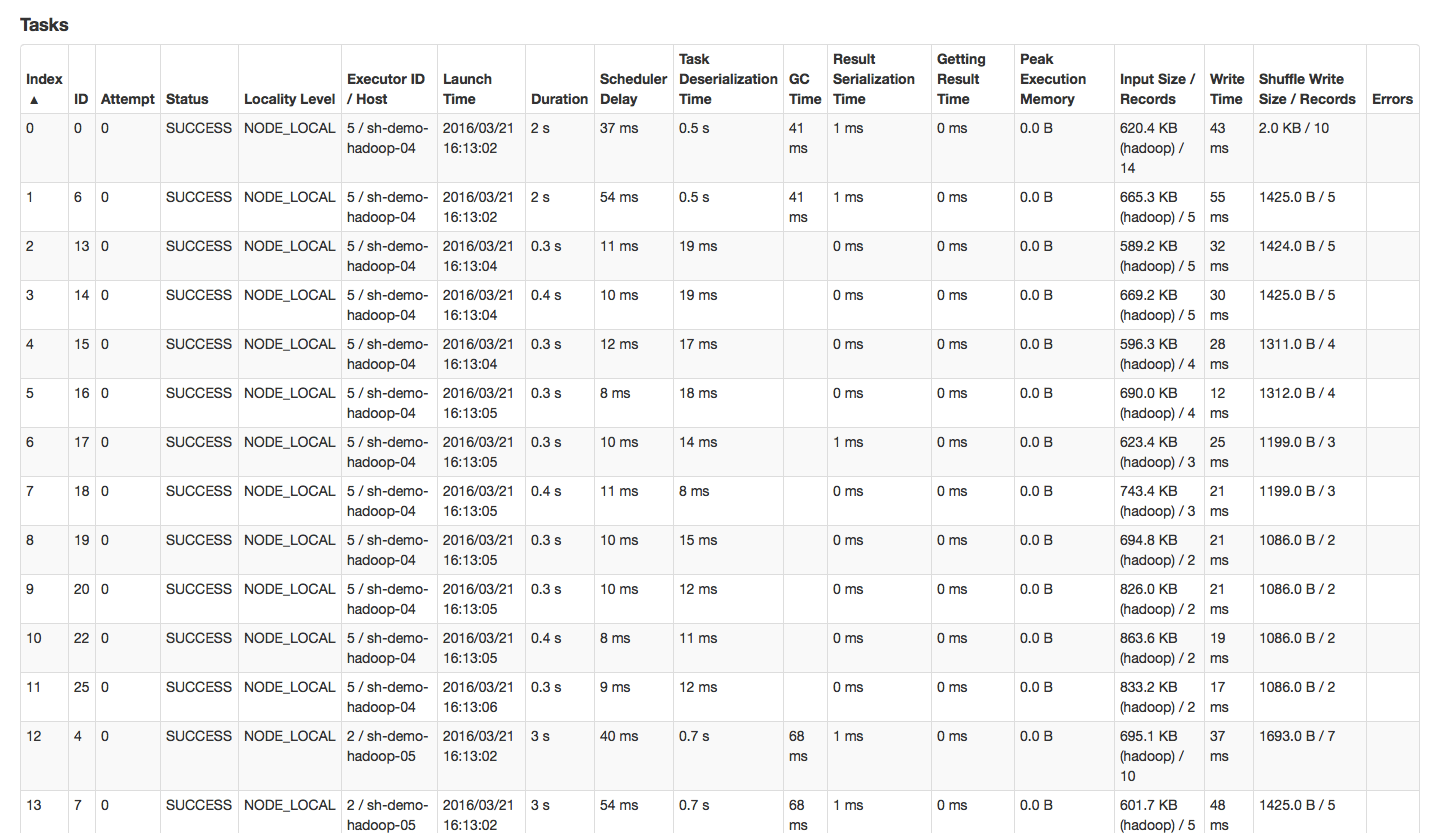 Tasks
Index ▲ ID Attempt Status Locality Level Executor ID / Host Launch Time Duration Scheduler Delay Task Deserialization Time GC Time Result Serialization Time Getting Result Time Peak Execution Memory Input Size / Records Write Time Shuffle Write Size / Records Errors
0 0 0 SUCCESS NODE_LOCAL 5 / sh-demo-hadoop-04 2016/03/21 16:13:02 2 s 37 ms 0.5 s 41 ms 1 ms 0 ms 0.0 B 620.4 KB (hadoop) / 14 43 ms 2.0 KB / 10
1 6 0 SUCCESS NODE_LOCAL 5 / sh-demo-hadoop-04 2016/03/21 16:13:02 2 s 54 ms 0.5 s 41 ms 1 ms 0 ms 0.0 B 665.3 KB (hadoop) / 5 55 ms 1425.0 B / 5
2 13 0 SUCCESS NODE_LOCAL 5 / sh-demo-hadoop-04 2016/03/21 16:13:04 0.3 s 11 ms 19 ms 0 ms 0 ms 0.0 B 589.2 KB (hadoop) / 5 32 ms 1424.0 B / 5
3 14 0 SUCCESS NODE_LOCAL 5 / sh-demo-hadoop-04 2016/03/21 16:13:04 0.4 s 10 ms 19 ms 0 ms 0 ms 0.0 B 669.2 KB (hadoop) / 5 30 ms 1425.0 B / 5
4 15 0 SUCCESS NODE_LOCAL 5 / sh-demo-hadoop-04 2016/03/21 16:13:04 0.3 s 12 ms 17 ms 0 ms 0 ms 0.0 B 596.3 KB (hadoop) / 4 28 ms 1311.0 B / 4
5 16 0 SUCCESS NODE_LOCAL 5 / sh-demo-hadoop-04 2016/03/21 16:13:05 0.3 s 8 ms 18 ms 0 ms 0 ms 0.0 B 690.0 KB (hadoop) / 4 12 ms 1312.0 B / 4
6 17 0 SUCCESS NODE_LOCAL 5 / sh-demo-hadoop-04 2016/03/21 16:13:05 0.3 s 10 ms 14 ms 1 ms 0 ms 0.0 B 623.4 KB (hadoop) / 3 25 ms 1199.0 B / 3
7 18 0 SUCCESS NODE_LOCAL 5 / sh-demo-hadoop-04 2016/03/21 16:13:05 0.4 s 11 ms 8 ms 0 ms 0 ms 0.0 B 743.4 KB (hadoop) / 3 21 ms 1199.0 B / 3
8 19 0 SUCCESS NODE_LOCAL 5 / sh-demo-hadoop-04 2016/03/21 16:13:05 0.3 s 10 ms 15 ms 0 ms 0 ms 0.0 B 694.8 KB (hadoop) / 2 21 ms 1086.0 B / 2
9 20 0 SUCCESS NODE_LOCAL 5 / sh-demo-hadoop-04 2016/03/21 16:13:05 0.3 s 10 ms 12 ms 0 ms 0 ms 0.0 B 826.0 KB (hadoop) / 2 21 ms 1086.0 B / 2
10 22 0 SUCCESS NODE_LOCAL 5 / sh-demo-hadoop-04 2016/03/21 16:13:05 0.4 s 8 ms 11 ms 0 ms 0 ms 0.0 B 863.6 KB (hadoop) / 2 19 ms 1086.0 B / 2
11 25 0 SUCCESS NODE_LOCAL 5 / sh-demo-hadoop-04 2016/03/21 16:13:06 0.3 s 9 ms 12 ms 0 ms 0 ms 0.0 B 833.2 KB (hadoop) / 2 17 ms 1086.0 B / 2
12 4 0 SUCCESS NODE_LOCAL 2 / sh-demo-hadoop-05 2016/03/21 16:13:02 3 s 40 ms 0.7 s 68 ms 1 ms 0 ms 0.0 B 695.1 KB (hadoop) / 10 37 ms 1693.0 B / 7
13 7 0 SUCCESS NODE_LOCAL 2 / sh-demo-hadoop-05 2016/03/21 16:13:02 3 s 54 ms 0.7 s 68 ms 1 ms 0 ms 0.0 B 601.7 KB (hadoop) / 5 48 ms 1425.0 B / 5